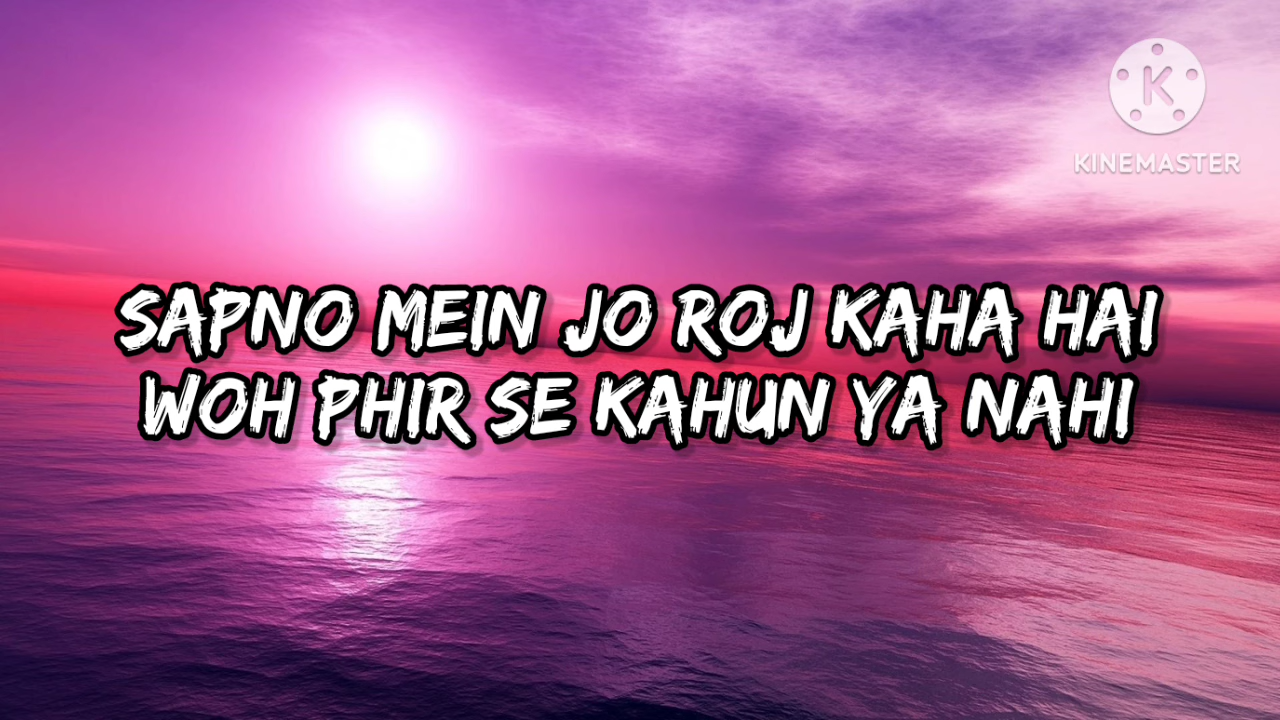 K
KINEMASTER
SAPNO MEIN JO ROJ KAHA HAI
WOH PHIR SE KAHUN YA NAHI